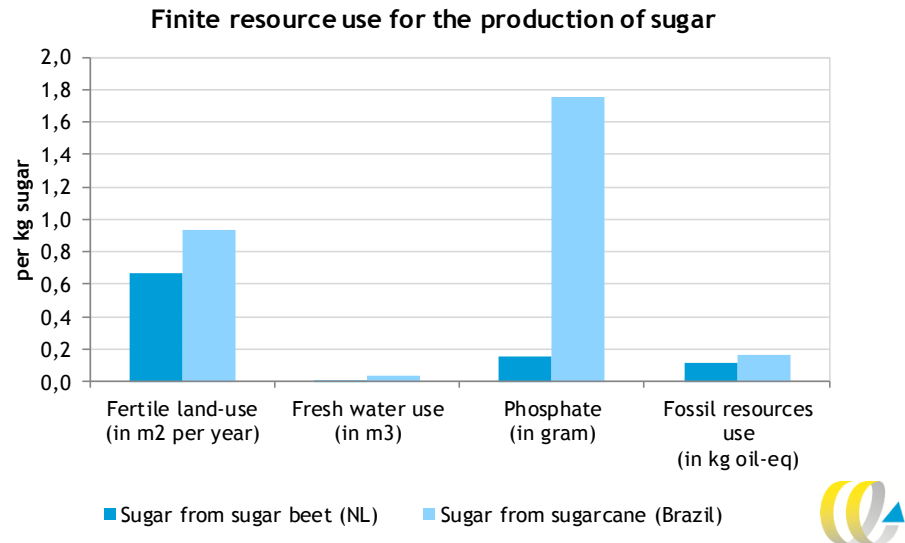 Finite resource use for the production of sugar
per kg sugar
2,0
1,8
1,6
1,4
1,2
1,0
0,8
0,6
0,4
0,2
0,0
Fertile land-use
(in m2 per year)
Fresh water use
(in m3)
Phosphate
(in gram)
Fossil resources
use
(in kg oil-eq)
Sugar from sugar beet (NL)
Sugar from sugarcane (Brazil)